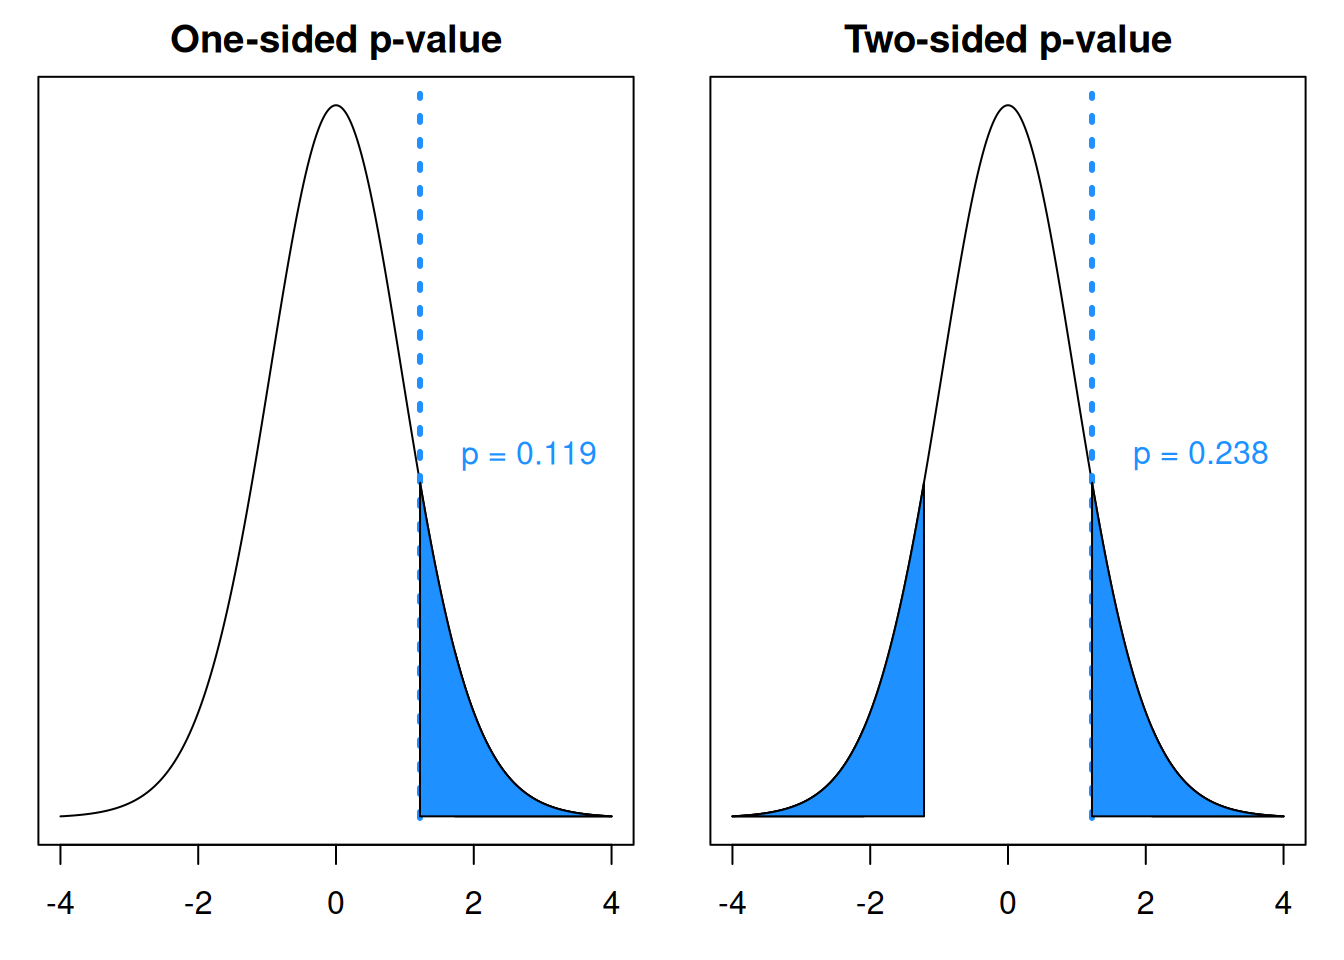 One-sided p-value
p = 0.119
-4 -2 0 2 4
Two-sided p-value
p = 0.238
-4 -2 0 2 4